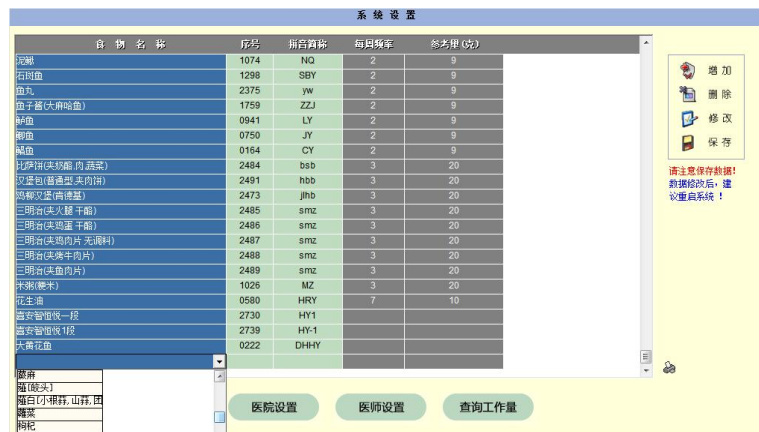 系 统 设 置
食 物 名 称 序号 拼音简称 每周频率 参考量(克)
泥鳅 1074 NQ 2 9
石斑鱼 1298 SBY 2 9
鱼丸 2375 yw 2 9
鱼子酱(大麻哈鱼) 1759 ZZJ 2 9
鲈鱼 0941 LY 2 9
鲫鱼 0750 JY 2 9
鲳鱼 0164 CY 2 9
比萨饼(夹奶酪,肉,蔬菜) 2484 bsb 3 20
汉堡包(普通型,夹肉饼) 2491 hbb 3 20
鸡柳汉堡(肯德基) 2473 jlhb 3 20
三明治(夹火腿 干酪) 2485 smz 3 20
三明治(夹鸡蛋 干酪) 2486 smz 3 20
三明治(夹鸡肉片 无调料) 2487 smz 3 20
三明治(夹烤牛肉片) 2488 smz 3 20
三明治(夹鱼肉片) 2489 smz 3 20
米粥(粳米) 1026 MZ 3 20
花生油 0580 HRY 7 10
喜安智恒悦一段 2730 HY1
喜安智恒悦1段 2739 HY-1
大黄花鱼 0222 DHHY
蕨麻
薤[酸头]
薤白[小根蒜,山蒜,团
蘑菜
枸杞
增 加
删 除
修 改
保 存
请注意保存数据!
数据修改后,建
议重启系统 !
医院设置 医师设置 查询工作量